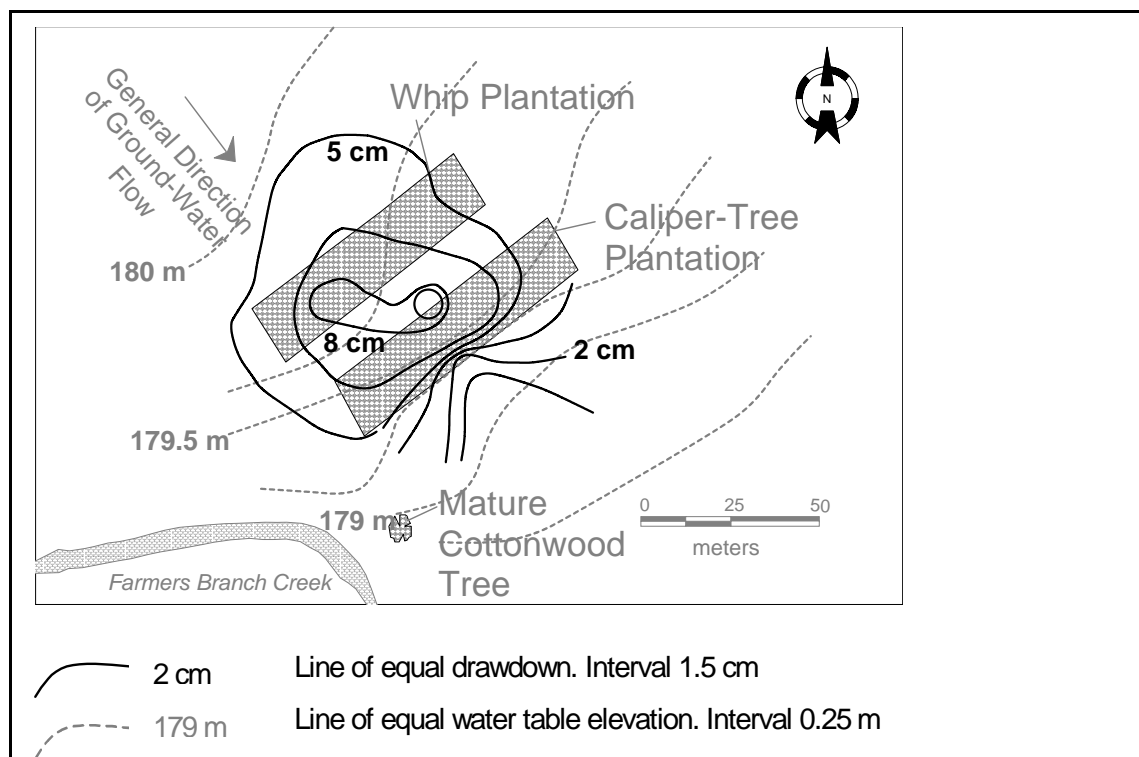 General Direction
of Ground-Water
Flow
Whip Plantation
N
5 cm
Caliper-Tree
Plantation
180 m
8 cm
2 cm
179.5 m
179 m
Mature
Cottonwood
Tree
0 25 50
meters
Farmers Branch Creek
2 cm Line of equal drawdown. Interval 1.5 cm
179 m Line of equal water table elevation. Interval 0.25 m